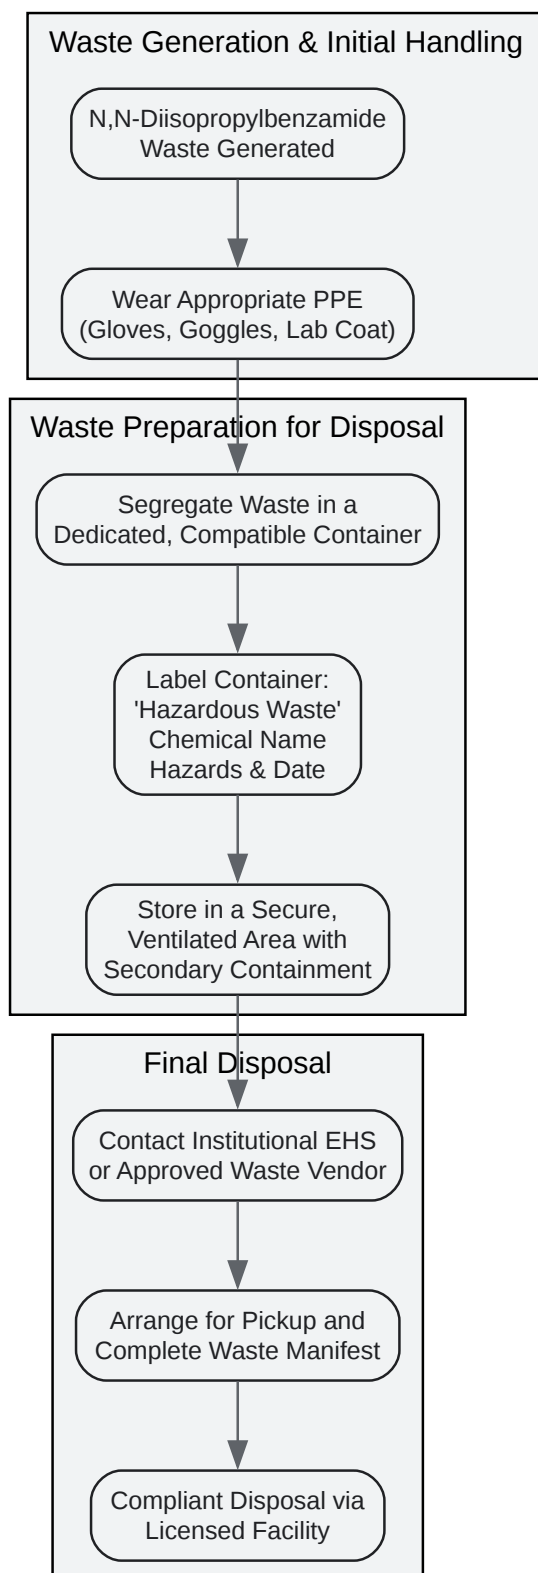 Waste Generation & Initial Handling
N,N-Diisopropylbenzamide
Waste Generated
Wear Appropriate PPE
(Gloves, Goggles, Lab Coat)
Waste Preparation for Disposal
Segregate Waste in a
Dedicated, Compatible Container
Label Container:
'Hazardous Waste'
Chemical Name
Hazards & Date
Store in a Secure,
Ventilated Area with
Secondary Containment
Final Disposal
Contact Institutional EHS
or Approved Waste Vendor
Arrange for Pickup and
Complete Waste Manifest
Compliant Disposal via
Licensed Facility